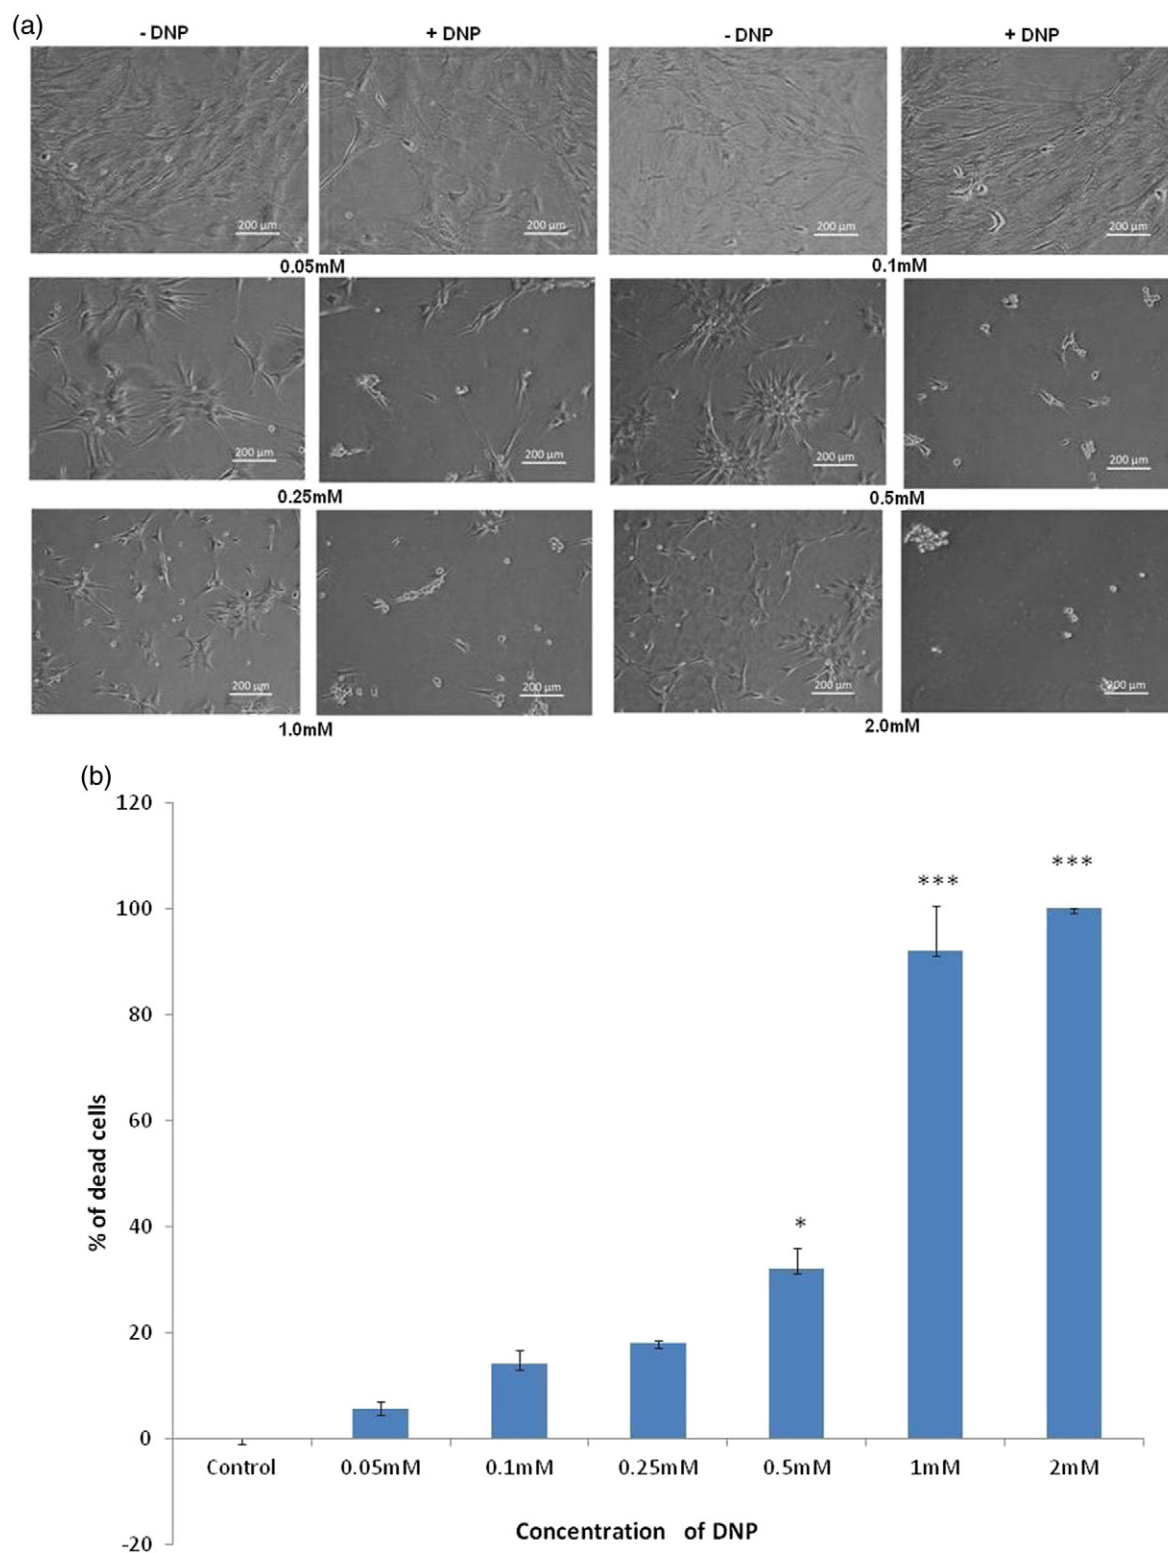 (a)
- DNP + DNP - DNP + DNP
200 µm 200 µm 200 µm 200 µm
0.05mM 0.1mM
200 µm 200 µm 200 µm 200 µm
0.25mM 0.5mM
200 µm 200 µm 200 µm 200 µm
1.0mM 2.0mM
(b)
120
100
80
60
40
20
0
-20
% of dead cells
*
***
***
Control 0.05mM 0.1mM 0.25mM 0.5mM 1mM 2mM
Concentration of DNP